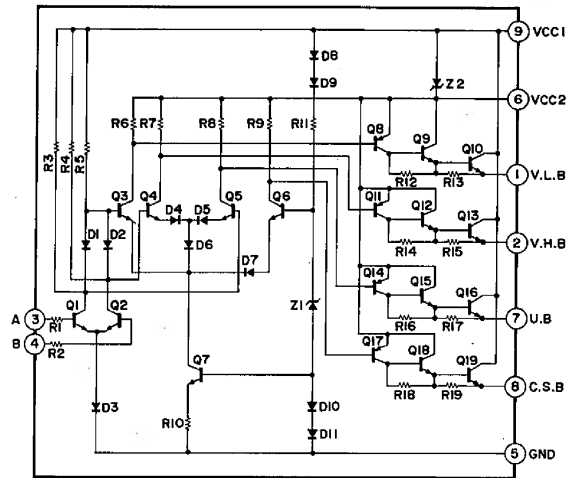 9 VCC1
D8
D9
Z2
6 VCC2
R6 R7 R8 R9 R11
Q8 Q9 Q10
R3 R4 R5
R12 R13
1 V.L.B
Q3 Q4 Q5 Q6
D4 D5
Q11 Q12 Q13
D1 D2 D6
R14 R15
2 V.H.B
D7
Q14 Q15 Q16
Z1
A 3 R1 Q1 Q2
R16 R17
7 U.B
B 4 R2
Q17 Q18 Q19
Q7
R18 R19
8 C.S.B
D3 R10 D10
D11
5 GND